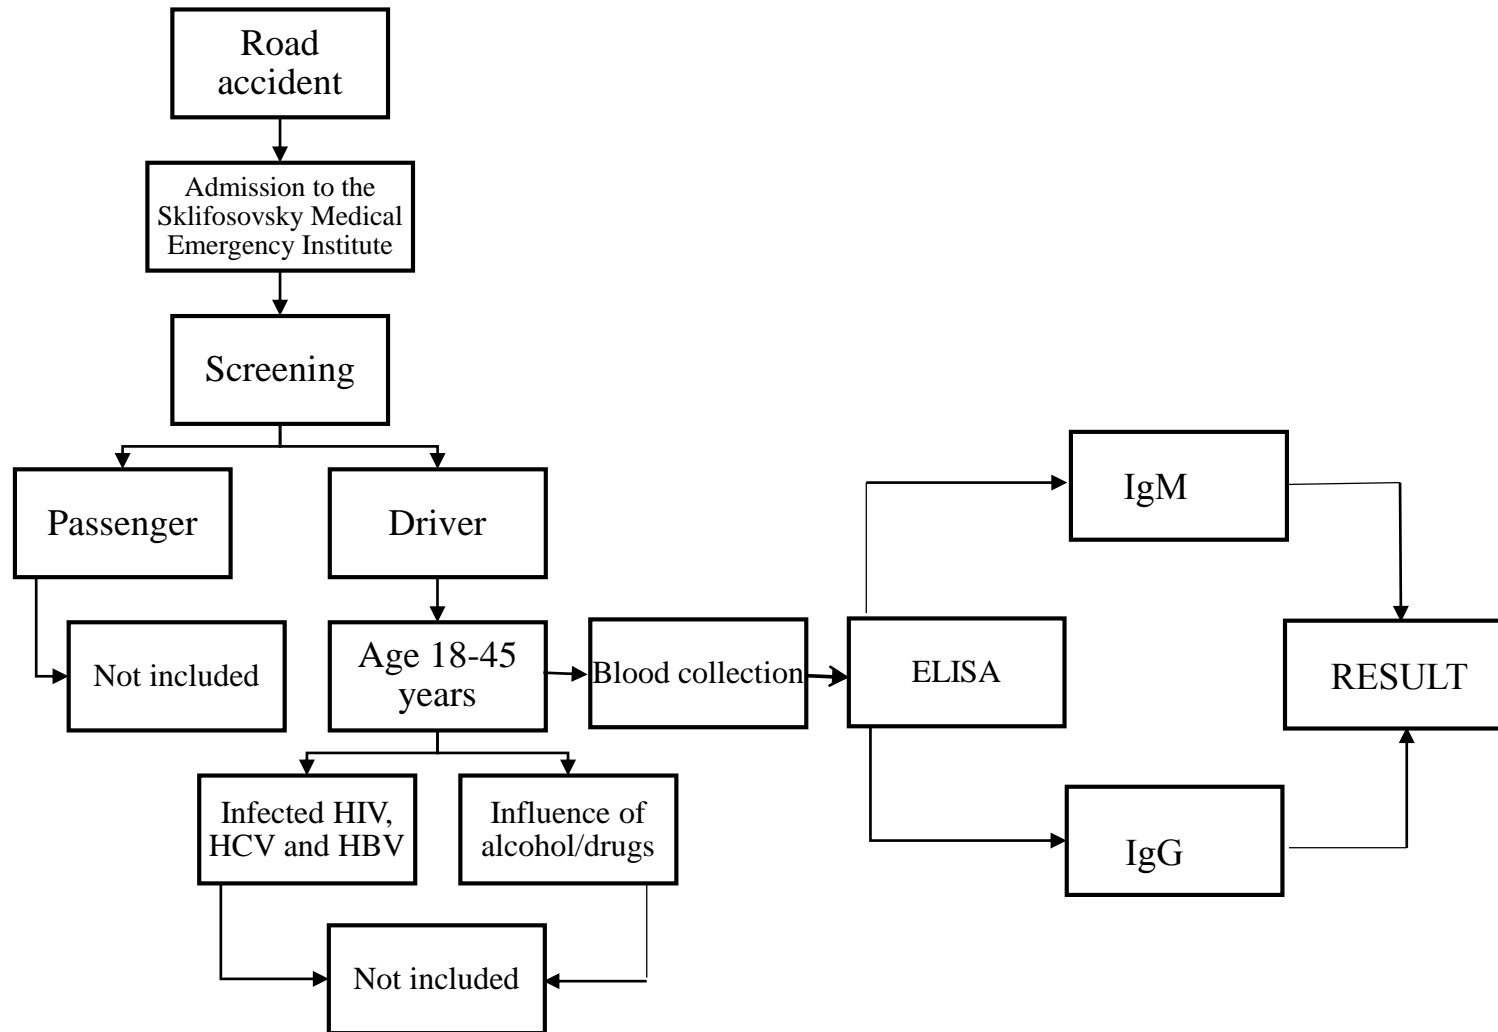 Road
accident
Admission to the
Sklifosovsky Medical
Emergency Institute
Screening
Passenger
Driver
Not included
Age 18-45
years
Blood collection
ELISA
IgM
IgG
RESULT
Infected HIV,
HCV and HBV
Influence of
alcohol/drugs
Not included